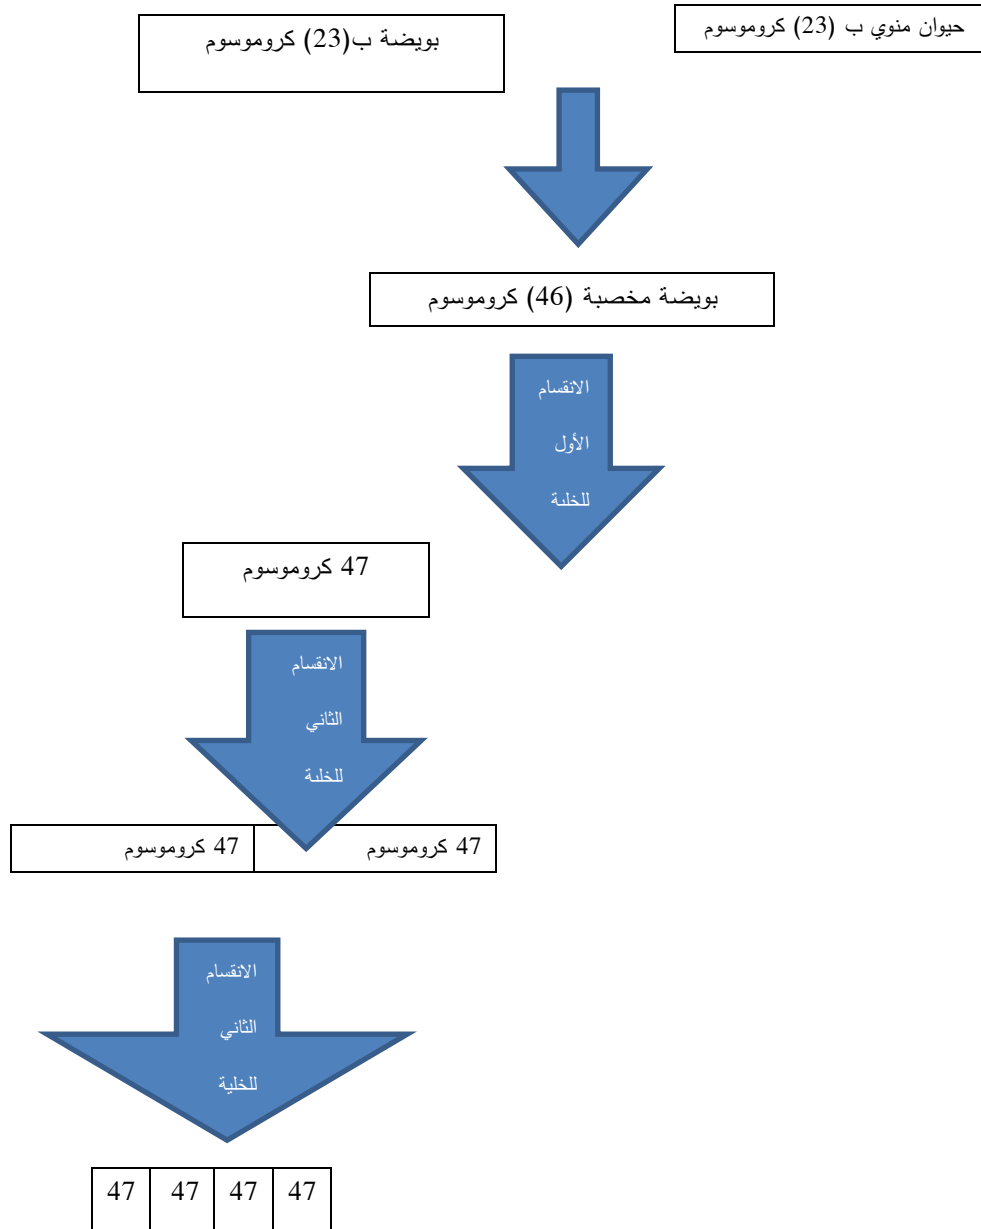 حيوان منوي ب (23) كروموسوم
بويضة ب(23) كروموسوم
بويضة مخصبة (46) كروموسوم
الانقسام
الأول
للخلية
47 كروموسوم
الانقسام
الثاني
للخلية
47 كروموسوم
47 كروموسوم
الانقسام
الثاني
للخلية
47 47 47 47